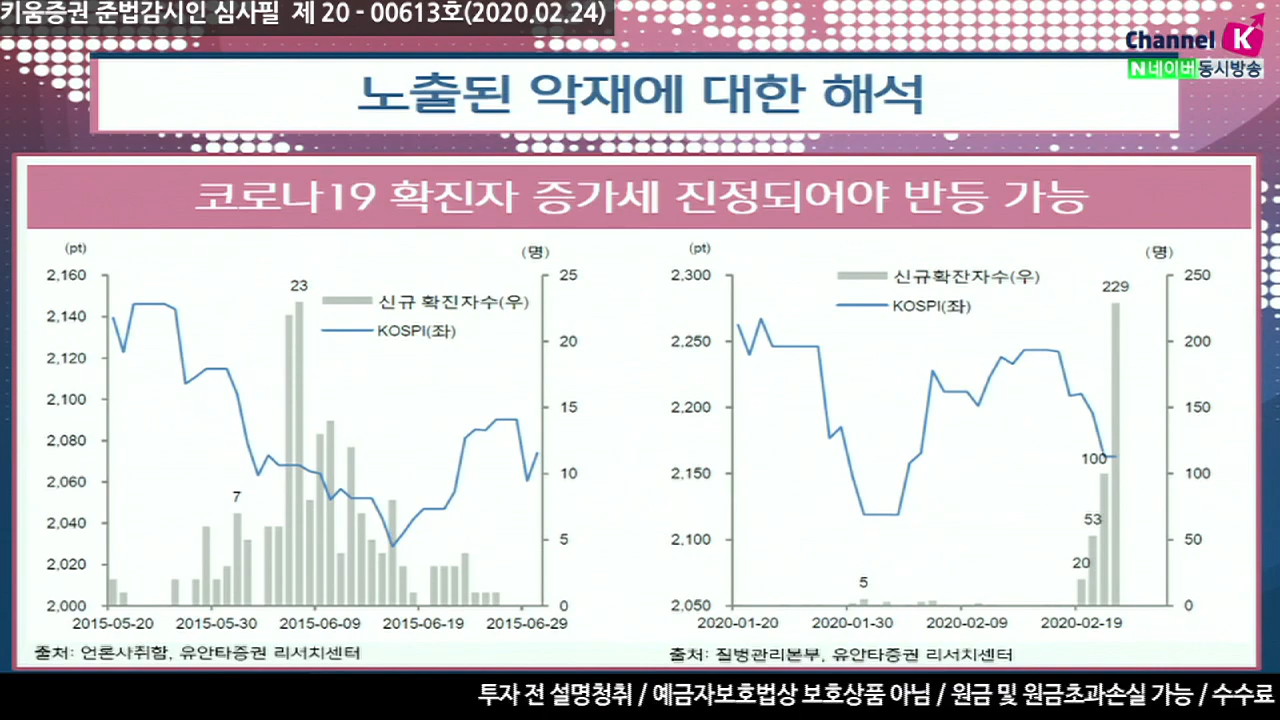 키움증권 준법감시인 심사필 제 20 - 00613호(2020.02.24)
Channel K
N네이버 동시방송
노출된 악재에 대한 해석
코로나19 확진자 증가세 진정되어야 반등 가능
(pt)
(명)
2,160
2,140
2,120
2,100
2,080
2,060
2,040
2,020
2,000
25
20
15
10
5
0
23
7
신규 확진자수(우)
KOSPI(좌)
2015-05-20
2015-05-30
2015-06-09
2015-06-19
2015-06-29
출처: 언론사취합, 유안타증권 리서치센터
(pt)
(명)
2,300
2,250
2,200
2,150
2,100
2,050
250
200
150
100
50
0
신규확잔자수(우)
KOSPI(좌)
229
100
53
20
5
2020-01-20
2020-01-30
2020-02-09
2020-02-19
출처: 질병관리본부, 유안타증권 리서치센터
투자 전 설명청취 / 예금자보호법상 보호상품 아님 / 원금 및 원금초과손실 가능 / 수수료